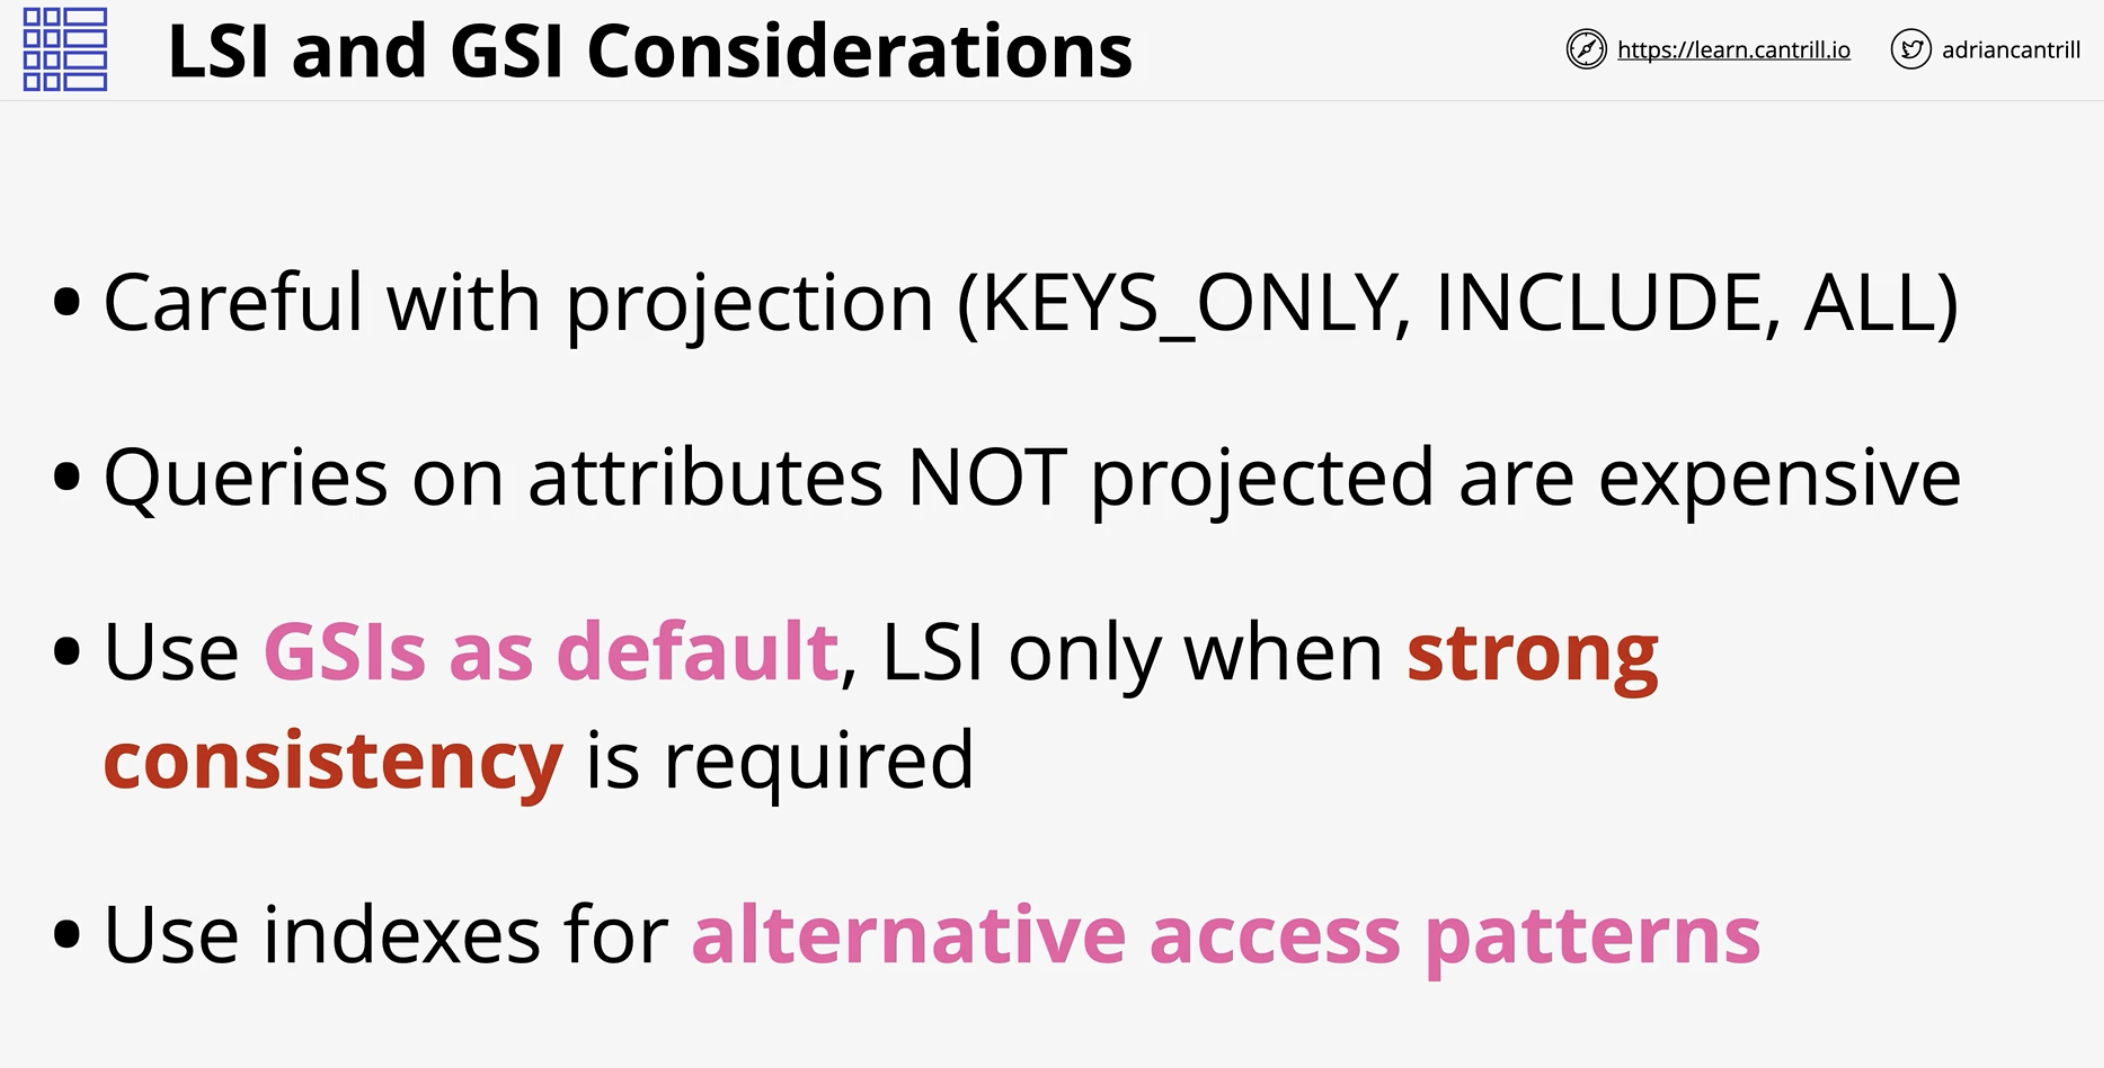 LSI and GSI Considerations
https://learn.cantrill.io
adriancantrill
• Careful with projection (KEYS_ONLY, INCLUDE, ALL)
• Queries on attributes NOT projected are expensive
• Use GSIs as default, LSI only when strong
consistency is required
• Use indexes for alternative access patterns